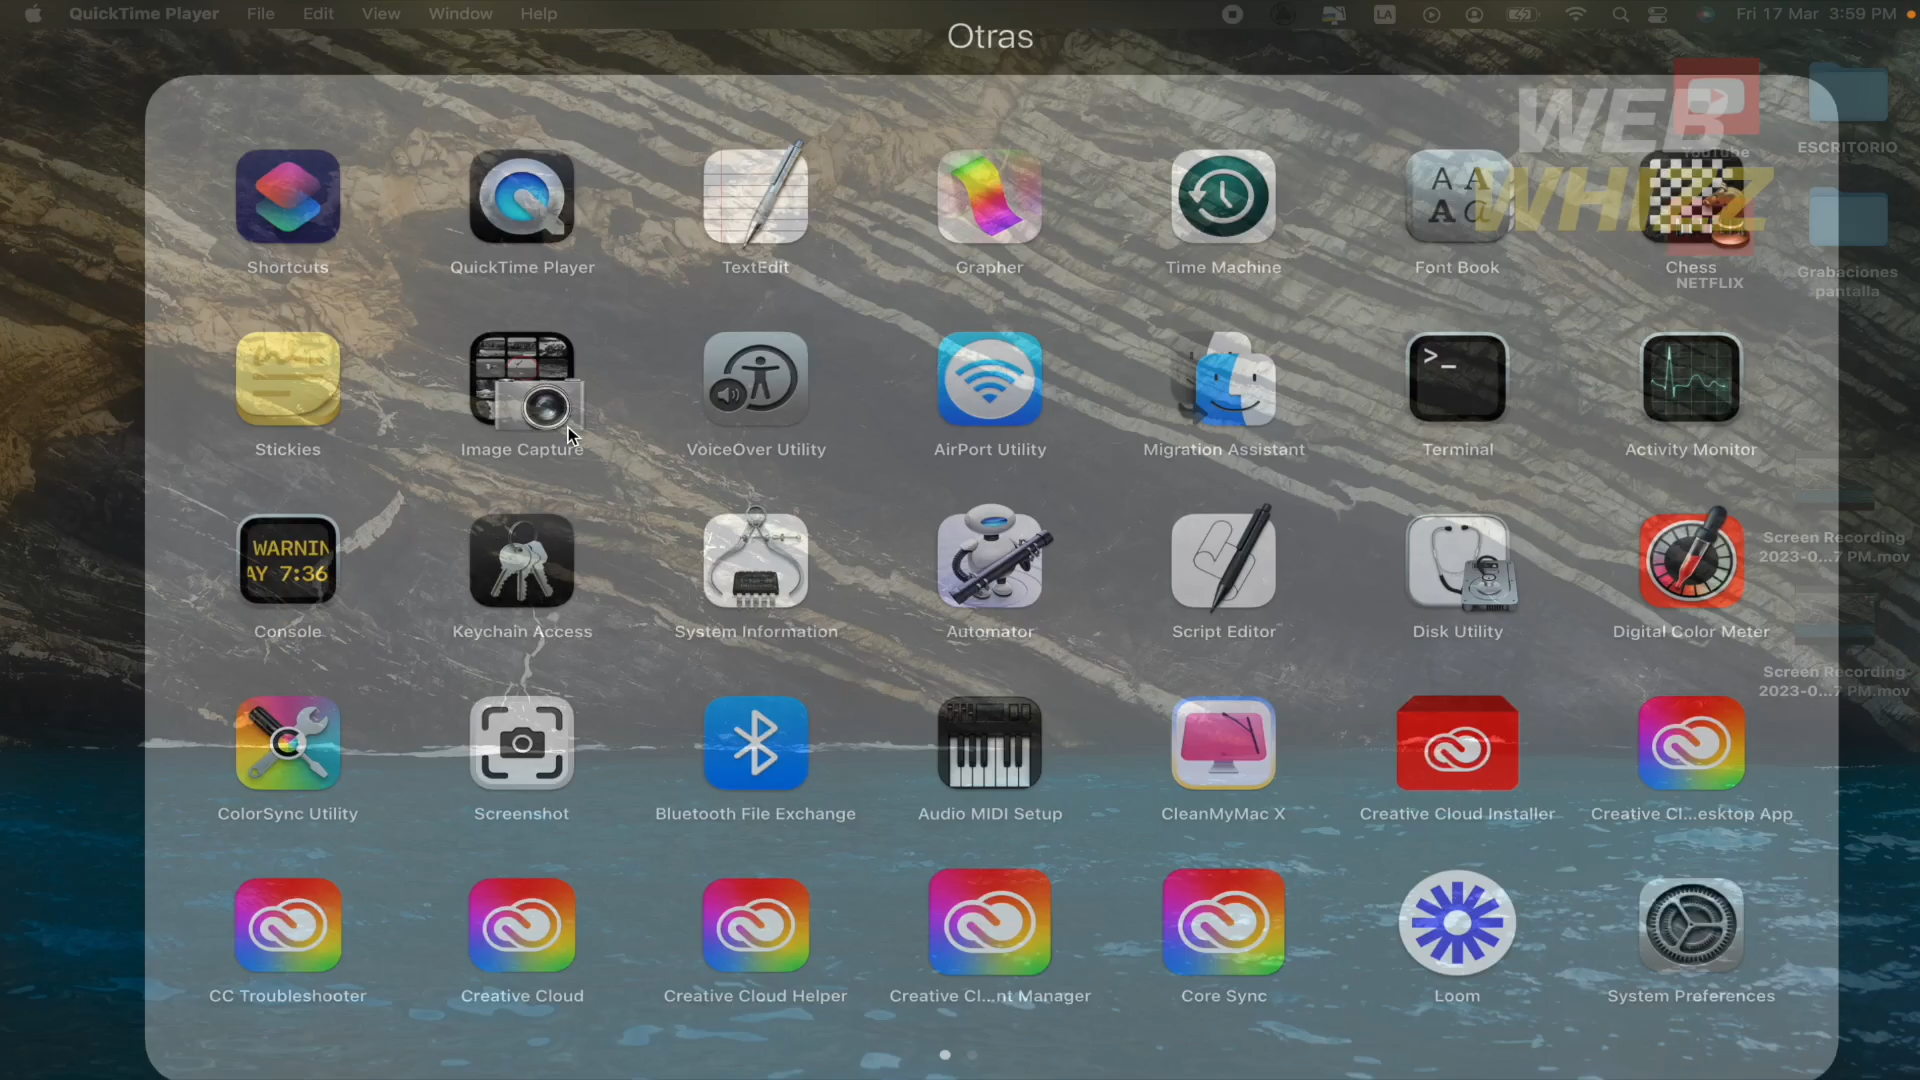 QuickTime Player File Edit View Window Help LA Fri 17 Mar 3:59 PM
Otras
WEB
WHIZZ
YouTube
ESCRITORIO
Shortcuts
QuickTime Player
TextEdit
Grapher
Time Machine
A A
A a
Font Book
Chess
NETFLIX
Grabaciones
pantalla
Stickies
Image Capture
VoiceOver Utility
AirPort Utility
Migration Assistant
>_
Terminal
Activity Monitor
WARNIN
AY 7:36
Console
Keychain Access
System Information
Automator
Script Editor
Disk Utility
Digital Color Meter
Screen Recording
2023-0...7 PM.mov
Screen Recording
2023-0...7 PM.mov
ColorSync Utility
Screenshot
Bluetooth File Exchange
Audio MIDI Setup
CleanMyMac X
Creative Cloud Installer
Creative Cl...esktop App
CC Troubleshooter
Creative Cloud
Creative Cloud Helper
Creative Cl...nt Manager
Core Sync
Loom
System Preferences